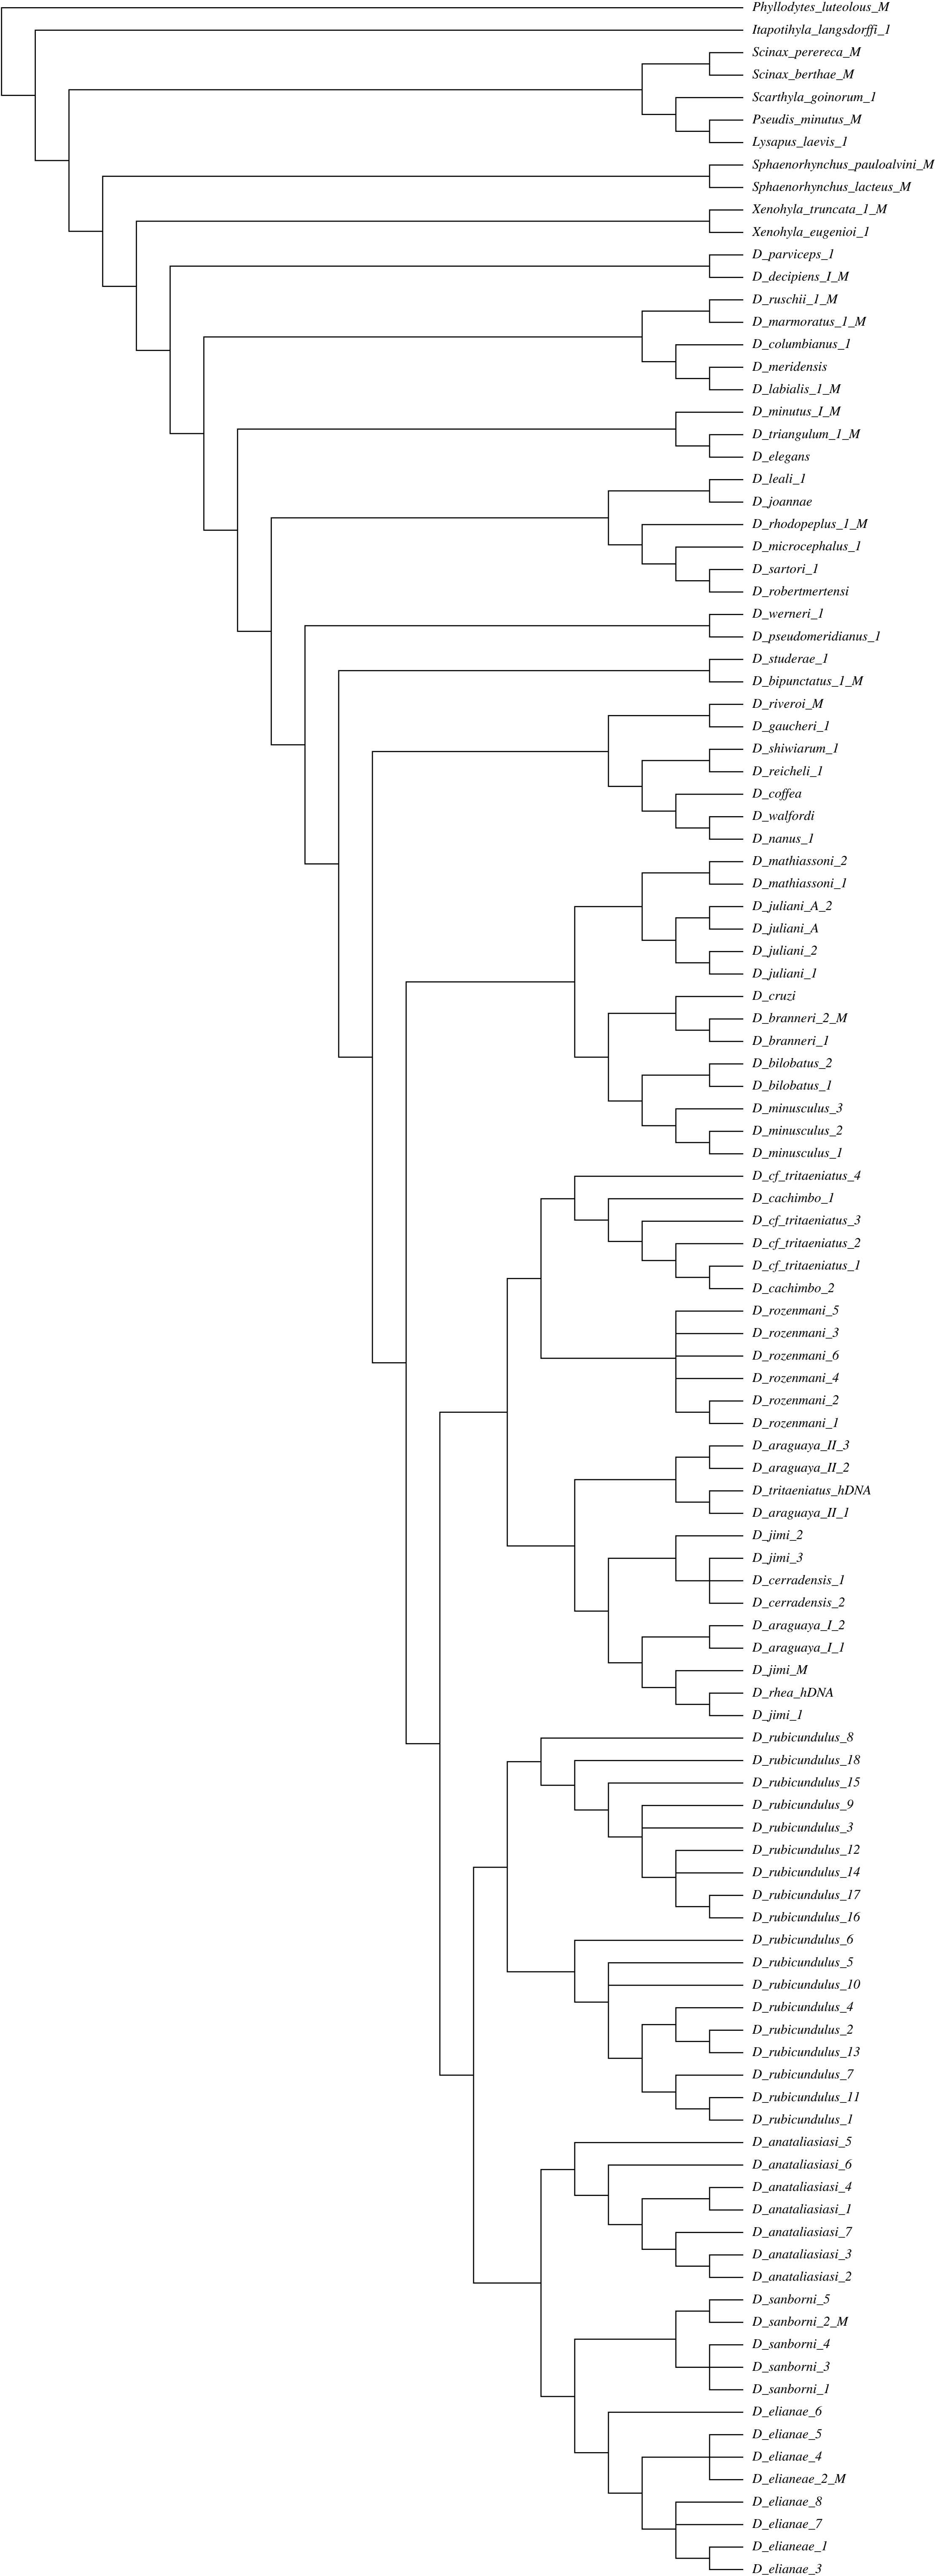 Phyllodytes_luteolous_M
Itapotihyla_langsdorffi_1
Scinax_perereca_M
Scinax_berthae_M
Scarthyla_goinorum_1
Pseudis_minutus_M
Lysapus_laevis_1
Sphaenorhynchus_pauloalvini_M
Sphaenorhynchus_lacteus_M
Xenohyla_truncata_1_M
Xenohyla_eugenioi_1
D_parviceps_1
D_decipiens_I_M
D_ruschii_1_M
D_marmoratus_1_M
D_columbianus_1
D_meridensis
D_labialis_1_M
D_minutus_I_M
D_triangulum_1_M
D_elegans
D_leali_1
D_joannae
D_rhodopeplus_1_M
D_microcephalus_1
D_sartori_1
D_robertmertensi
D_werneri_1
D_pseudomeridianus_1
D_studerae_1
D_bipunctatus_1_M
D_riveroi_M
D_gaucheri_1
D_shiwiarum_1
D_reicheli_1
D_coffea
D_walfordi
D_nanus_1
D_mathiassoni_2
D_mathiassoni_1
D_juliani_A_2
D_juliani_A
D_juliani_2
D_juliani_1
D_cruzi
D_branneri_2_M
D_branneri_1
D_bilobatus_2
D_bilobatus_1
D_minusculus_3
D_minusculus_2
D_minusculus_1
D_cf_tritaeniatus_4
D_cachimbo_1
D_cf_tritaeniatus_3
D_cf_tritaeniatus_2
D_cf_tritaeniatus_1
D_cachimbo_2
D_rozenmani_5
D_rozenmani_3
D_rozenmani_6
D_rozenmani_4
D_rozenmani_2
D_rozenmani_1
D_araguaya_II_3
D_araguaya_II_2
D_tritaeniatus_hDNA
D_araguaya_II_1
D_jimi_2
D_jimi_3
D_cerradensis_1
D_cerradensis_2
D_araguaya_I_2
D_araguaya_I_1
D_jimi_M
D_rhea_hDNA
D_jimi_1
D_rubicundulus_8
D_rubicundulus_18
D_rubicundulus_15
D_rubicundulus_9
D_rubicundulus_3
D_rubicundulus_12
D_rubicundulus_14
D_rubicundulus_17
D_rubicundulus_16
D_rubicundulus_6
D_rubicundulus_5
D_rubicundulus_10
D_rubicundulus_4
D_rubicundulus_2
D_rubicundulus_13
D_rubicundulus_7
D_rubicundulus_11
D_rubicundulus_1
D_anataliasiasi_5
D_anataliasiasi_6
D_anataliasiasi_4
D_anataliasiasi_1
D_anataliasiasi_7
D_anataliasiasi_3
D_anataliasiasi_2
D_sanborni_5
D_sanborni_2_M
D_sanborni_4
D_sanborni_3
D_sanborni_1
D_elianae_6
D_elianae_5
D_elianae_4
D_elianeae_2_M
D_elianae_8
D_elianae_7
D_elianeae_1
D_elianae_3